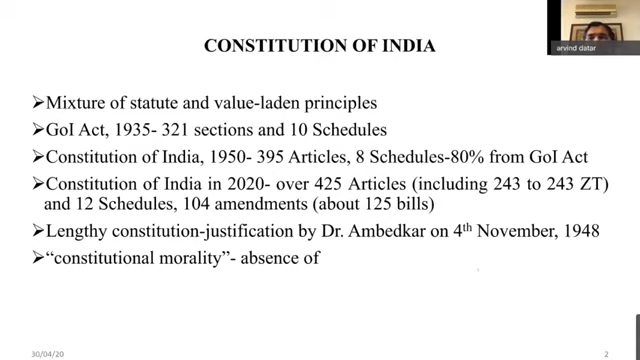 CONSTITUTION OF INDIA
arvind datar
➢Mixture of statute and value-laden principles
➢GoI Act, 1935- 321 sections and 10 Schedules
➢Constitution of India, 1950- 395 Articles, 8 Schedules-80% from GoI Act
➢Constitution of India in 2020- over 425 Articles (including 243 to 243 ZT)
and 12 Schedules, 104 amendments (about 125 bills)
➢Lengthy constitution-justification by Dr. Ambedkar on 4th November, 1948
➢“constitutional morality”- absence of
30/04/20
2